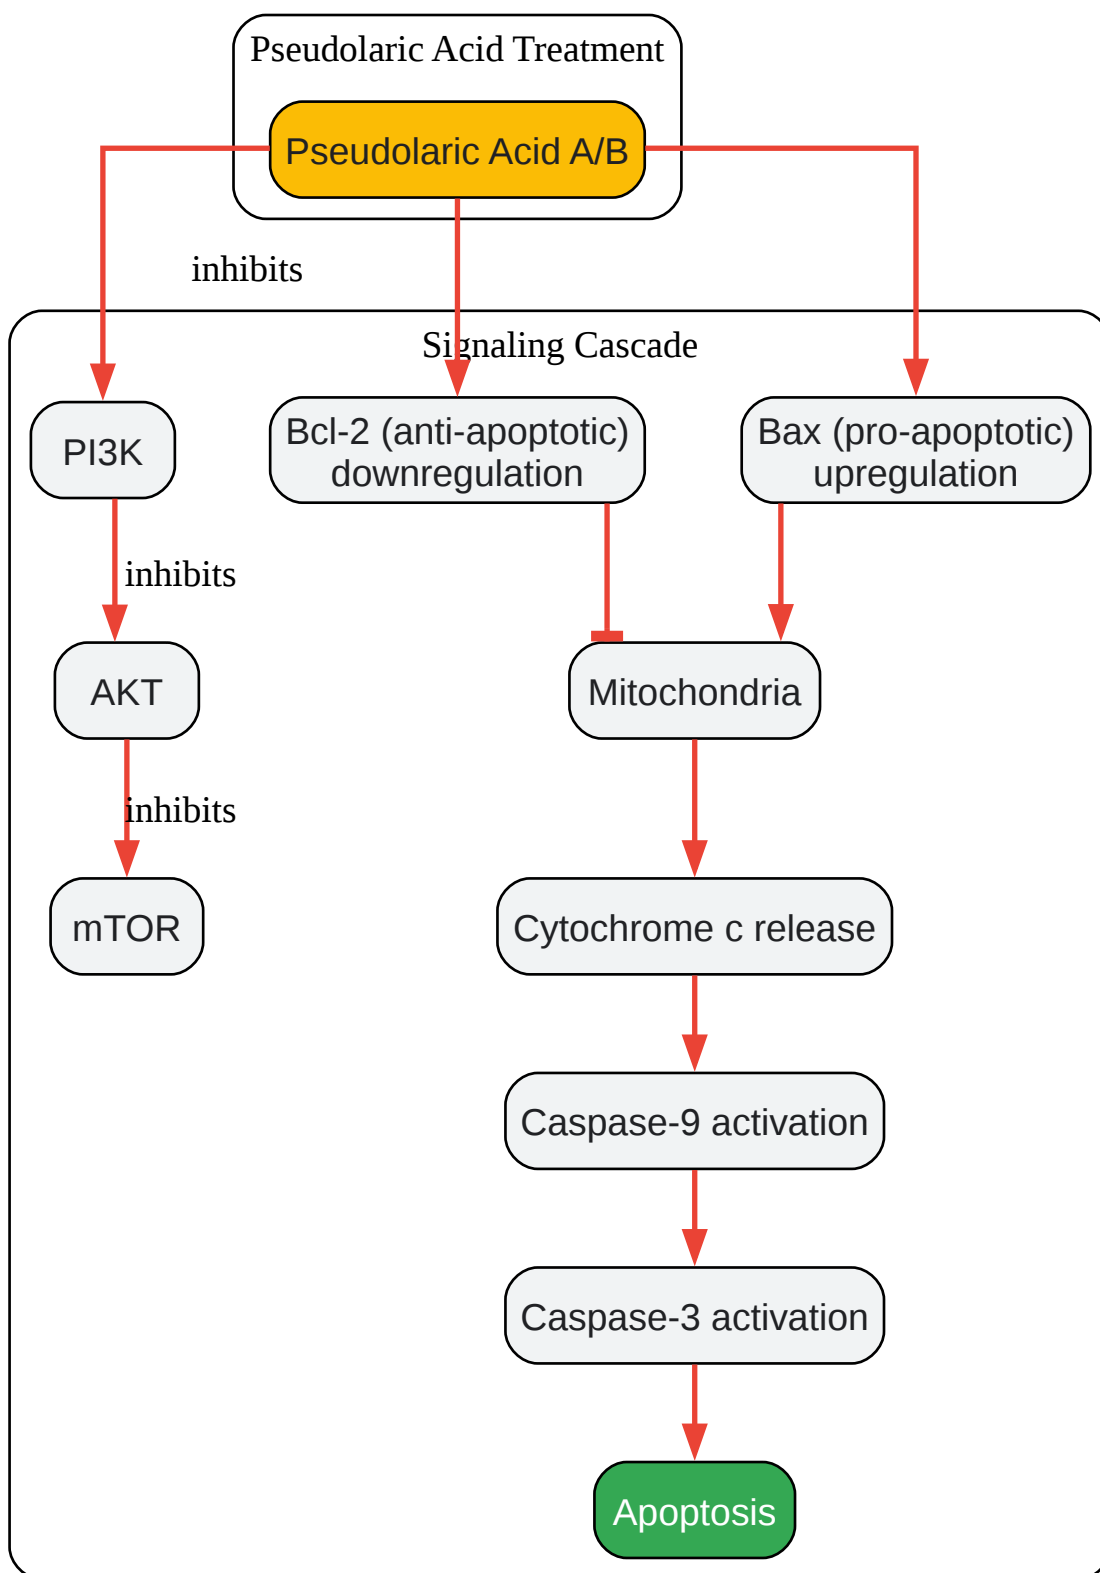 Pseudolaric Acid Treatment
Pseudolaric Acid A/B
inhibits
Signaling Cascade
PI3K
Bcl-2 (anti-apoptotic)
downregulation
Bax (pro-apoptotic)
upregulation
inhibits
AKT
Mitochondria
inhibits
mTOR
Cytochrome c release
Caspase-9 activation
Caspase-3 activation
Apoptosis